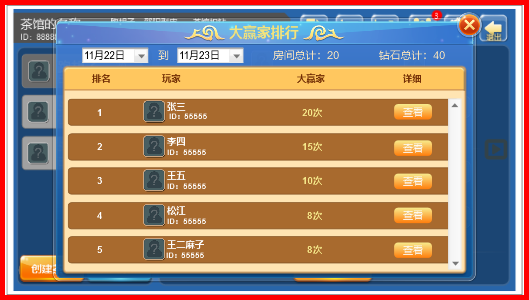 茶馆的名称
ID: 8888
3
大赢家排行
退出
11月22日 到 11月23日 房间总计：20 钻石总计：40
排名 玩家 大赢家 详细
1 张三 20次 查看
ID：55555
2 李四 15次 查看
ID：55555
3 王五 10次 查看
ID：55555
4 松江 8次 查看
ID：55555
5 王二麻子 8次 查看
ID：55555
创建